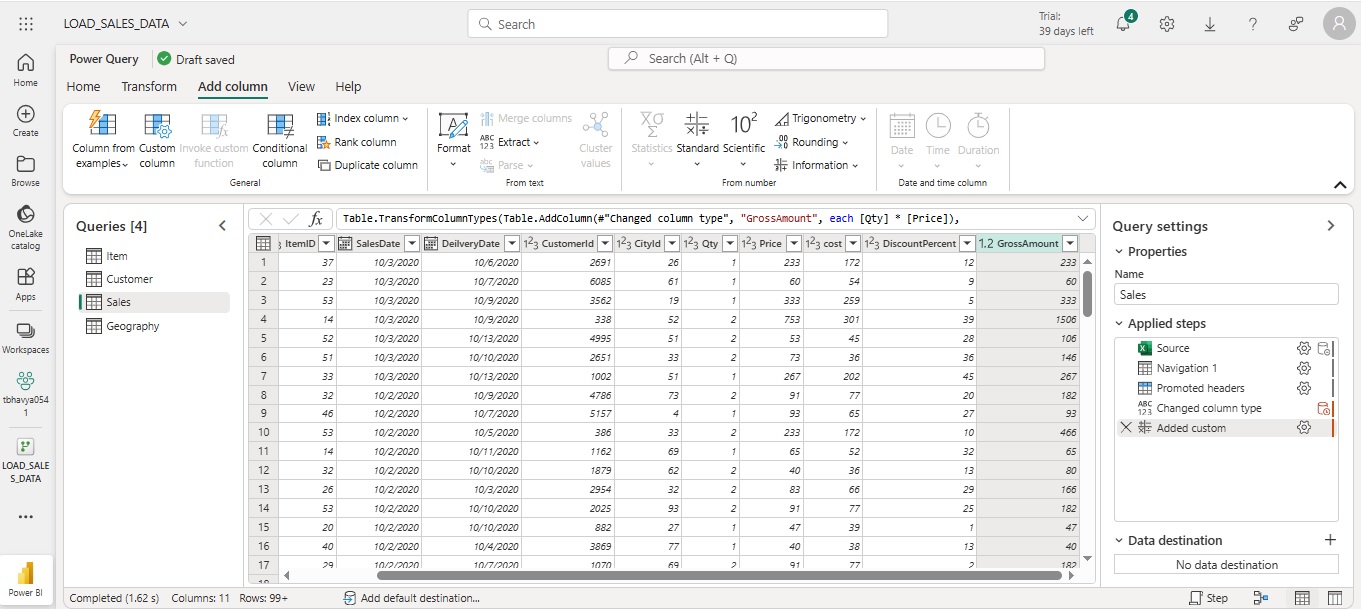 LOAD_SALES_DATA
Search
Trial:
39 days left
4
Home
Create
Browse
OneLake
catalog
Apps
Workspaces
tbhavya054
1
LOAD_SALE
S_DATA
Power BI
Power Query
Draft saved
Search (Alt + Q)
Home Transform Add column View Help
Column from
examples
Custom
column
Invoke custom
function
Conditional
column
Index column
Rank column
Duplicate column
General
Format
Merge columns
Extract
Parse
Cluster
values
From text
Statistics
Standard
Scientific
Trigonometry
Rounding
Information
From number
Date
Time
Duration
Date and time column
Queries [4]
Item
Customer
Sales
Geography
fx Table.TransformColumnTypes(Table.AddColumn(#"Changed column type", "GrossAmount", each [Qty] * [Price]),
ItemID SalesDate DeilveryDate CustomerId CityId Qty Price cost DiscountPercent GrossAmount
1 37 10/3/2020 10/6/2020 2691 26 1 233 172 12 233
2 23 10/3/2020 10/7/2020 6085 61 1 60 54 9 60
3 53 10/3/2020 10/9/2020 3562 19 1 333 259 5 333
4 14 10/3/2020 10/9/2020 338 52 2 753 301 39 1506
5 52 10/3/2020 10/13/2020 4995 51 2 53 45 28 106
6 51 10/3/2020 10/10/2020 2651 33 2 73 36 36 146
7 33 10/3/2020 10/13/2020 1002 51 1 267 202 45 267
8 32 10/2/2020 10/9/2020 4786 73 2 91 77 20 182
9 46 10/2/2020 10/7/2020 5157 4 1 93 65 27 93
10 53 10/2/2020 10/5/2020 386 33 2 233 172 10 466
11 14 10/2/2020 10/11/2020 1162 69 1 65 52 32 65
12 32 10/2/2020 10/10/2020 1879 62 2 40 36 13 80
13 26 10/2/2020 10/3/2020 2954 32 2 83 66 29 166
14 53 10/2/2020 10/10/2020 2025 93 2 91 77 25 182
15 20 10/2/2020 10/10/2020 882 27 1 47 39 1 47
16 40 10/2/2020 10/4/2020 3869 77 1 40 38 13 40
17 29 10/2/2020 10/7/2020 1070 69 2 91 77 2 182
Query settings
Properties
Name
Sales
Applied steps
Source
Navigation 1
Promoted headers
Changed column type
Added custom
Data destination
No data destination
Completed (1.62 s) Columns: 11 Rows: 99+
Add default destination...
Step